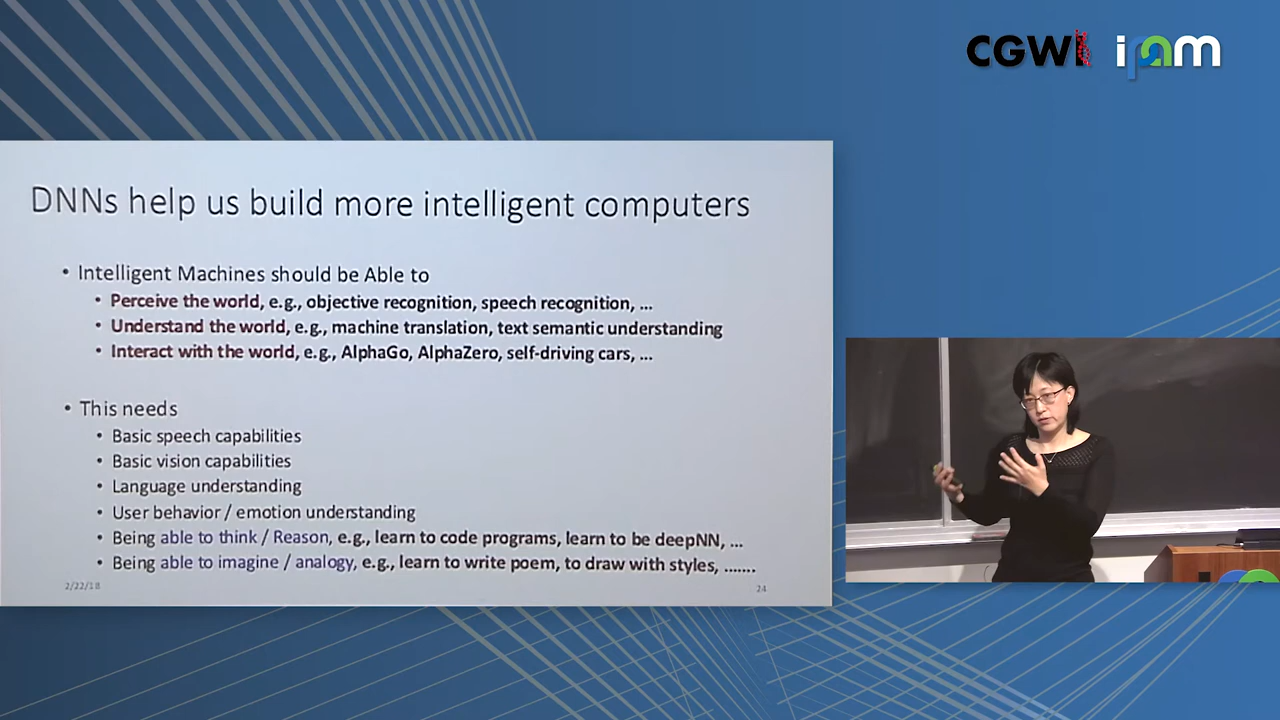 CGWI ipam
DNNs help us build more intelligent computers
• Intelligent Machines should be Able to
• Perceive the world, e.g., objective recognition, speech recognition, ...
• Understand the world, e.g., machine translation, text semantic understanding
• Interact with the world, e.g., AlphaGo, AlphaZero, self-driving cars, ...
• This needs
• Basic speech capabilities
• Basic vision capabilities
• Language understanding
• User behavior / emotion understanding
• Being able to think / Reason, e.g., learn to code programs, learn to be deepNN, ...
• Being able to imagine / analogy, e.g., learn to write poem, to draw with styles, .......
2/22/18
24